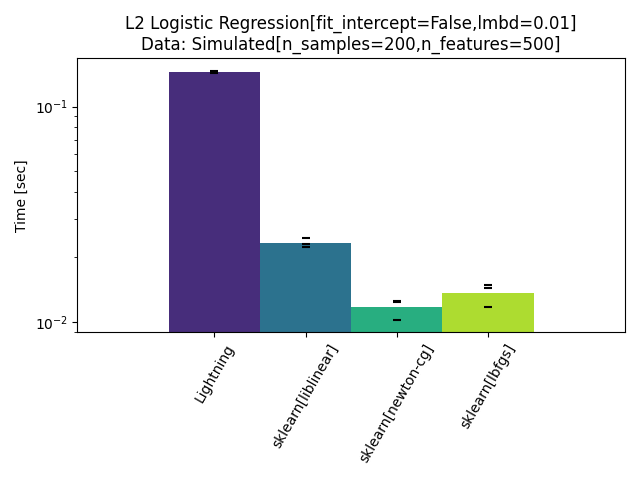 L2 Logistic Regression[fit_intercept=False,lmbd=0.01]
Data: Simulated[n_samples=200,n_features=500]
Time [sec]
10⁻¹
10⁻²
Lightning
sklearn[liblinear]
sklearn[newton-cg]
sklearn[lbfgs]